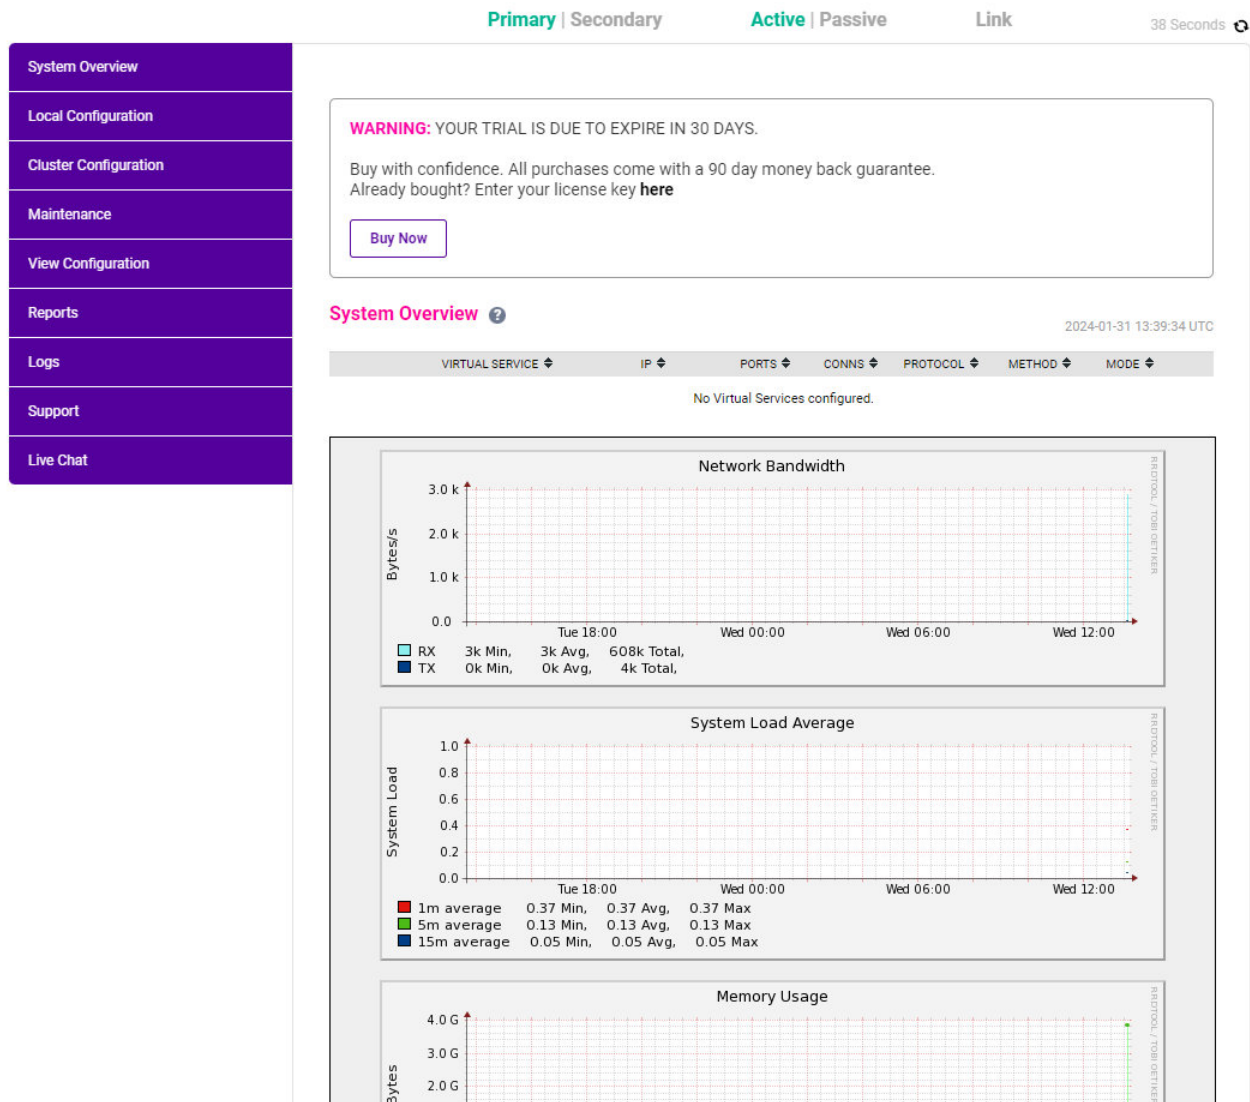 Primary | Secondary Active | Passive Link 38 Seconds
System Overview
Local Configuration
Cluster Configuration
Maintenance
View Configuration
Reports
Logs
Support
Live Chat
WARNING: YOUR TRIAL IS DUE TO EXPIRE IN 30 DAYS.
Buy with confidence. All purchases come with a 90 day money back guarantee.
Already bought? Enter your license key here
Buy Now
System Overview ?
2024-01-31 13:39:34 UTC
VIRTUAL SERVICE IP PORTS CONNS PROTOCOL METHOD MODE
No Virtual Services configured.
Network Bandwidth
RRDTOOL / TOBI OETIKER
Bytes/s
3.0 k
2.0 k
1.0 k
0.0
Tue 18:00 Wed 00:00 Wed 06:00 Wed 12:00
RX 3k Min, 3k Avg, 608k Total,
TX 0k Min, 0k Avg, 4k Total,
System Load Average
RRDTOOL / TOBI OETIKER
System Load
1.0
0.8
0.6
0.4
0.2
0.0
Tue 18:00 Wed 00:00 Wed 06:00 Wed 12:00
1m average 0.37 Min, 0.37 Avg, 0.37 Max
5m average 0.13 Min, 0.13 Avg, 0.13 Max
15m average 0.05 Min, 0.05 Avg, 0.05 Max
Memory Usage
RRDTOOL / TOBI OETIKER
Bytes
4.0 G
3.0 G
2.0 G